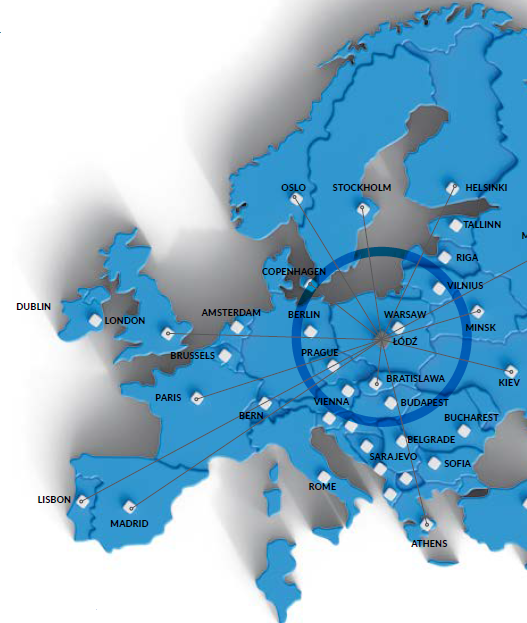 OSLO
STOCKHOLM
HELSINKI
TALLINN
M
RIGA
COPENHAGEN
VILNIUS
DUBLIN
LONDON
AMSTERDAM
BERLIN
WARSAW
MINSK
ŁÓDŹ
BRUSSELS
PRAGUE
BRATISLAVA
KIEV
PARIS
VIENNA
BUDAPEST
BERN
BUCHAREST
BELGRADE
SARAJEVO
SOFIA
ROME
LISBON
MADRID
ATHENS